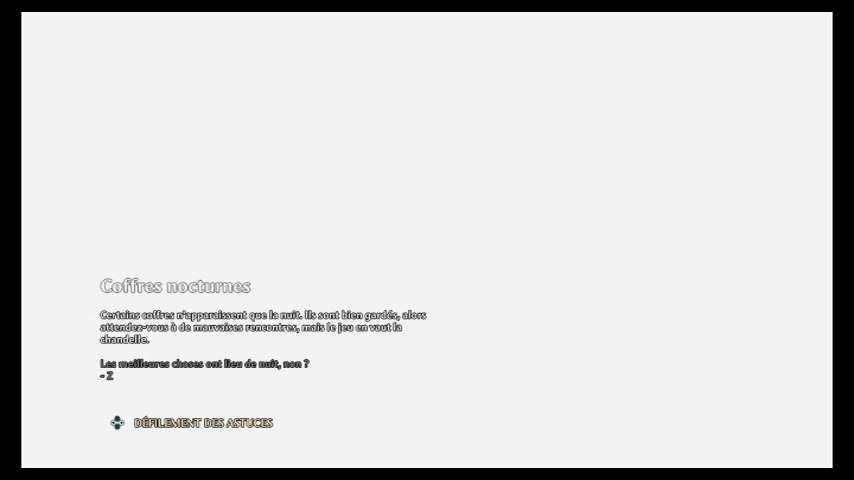 Coffres nocturnes
Certains coffres n'apparaissent que la nuit. Ils sont bien gardés, alors
attendez-vous à de mauvaises rencontres, mais le jeu en vaut la
chandelle.
Les meilleures choses ont lieu de nuit, non ?
- Z
DÉFILEMENT DES ASTUCES